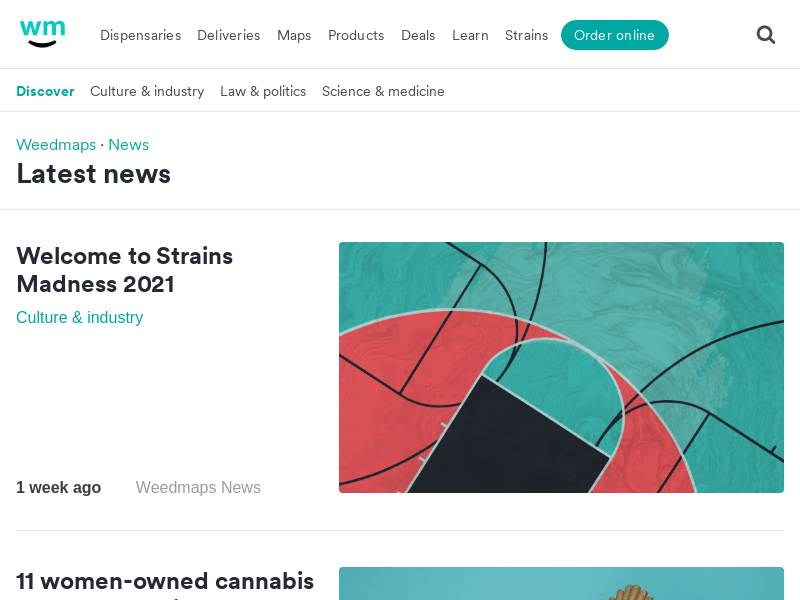 wm
Dispensaries Deliveries Maps Products Deals Learn Strains Order online
Discover Culture & industry Law & politics Science & medicine
Weedmaps · News
Latest news
Welcome to Strains
Madness 2021
Culture & industry
1 week ago Weedmaps News
11 women-owned cannabis